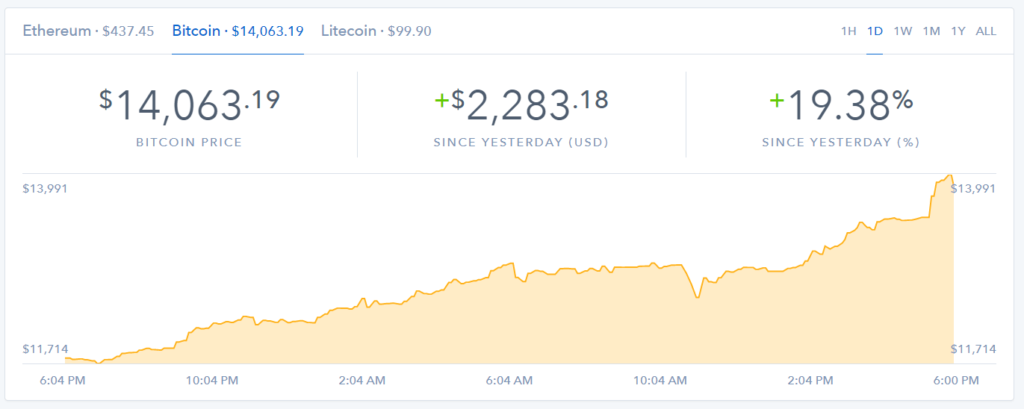 Ethereum · $437.45 Bitcoin · $14,063.19 Litecoin · $99.90 1H 1D 1W 1M 1Y ALL
$14,063.19 +$2,283.18 +19.38%
BITCOIN PRICE SINCE YESTERDAY (USD) SINCE YESTERDAY (%)
$13,991 $13,991
$11,714 $11,714
6:04 PM 10:04 PM 2:04 AM 6:04 AM 10:04 AM 2:04 PM 6:00 PM